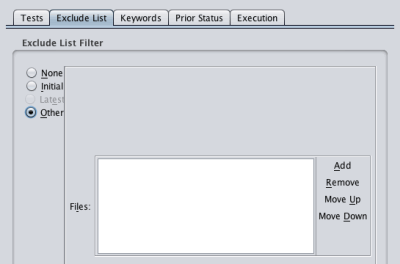 Tests Exclude List Keywords Prior Status Execution
Exclude List Filter
None
Initial
Latest
Other
Files:
Add
Remove
Move Up
Move Down